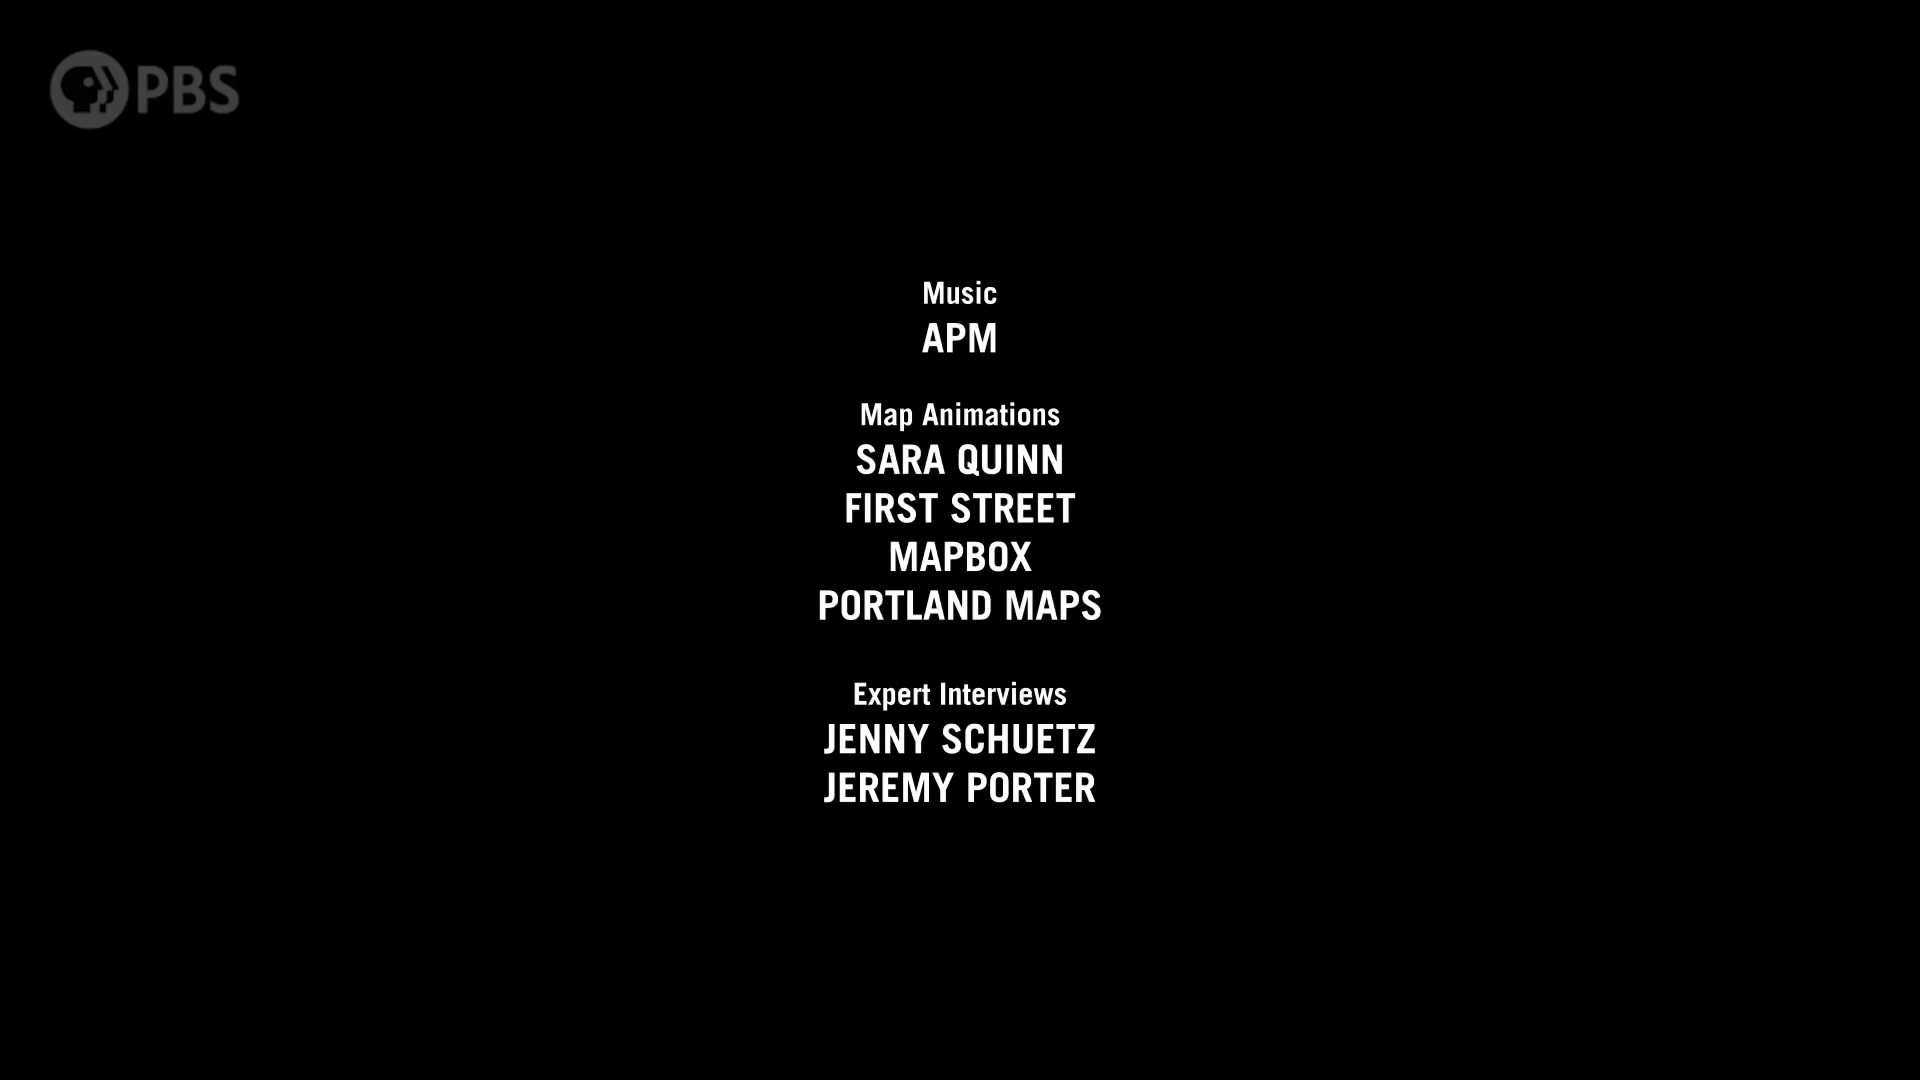 PBS
Music
APM
Map Animations
SARA QUINN
FIRST STREET
MAPBOX
PORTLAND MAPS
Expert Interviews
JENNY SCHUETZ
JEREMY PORTER